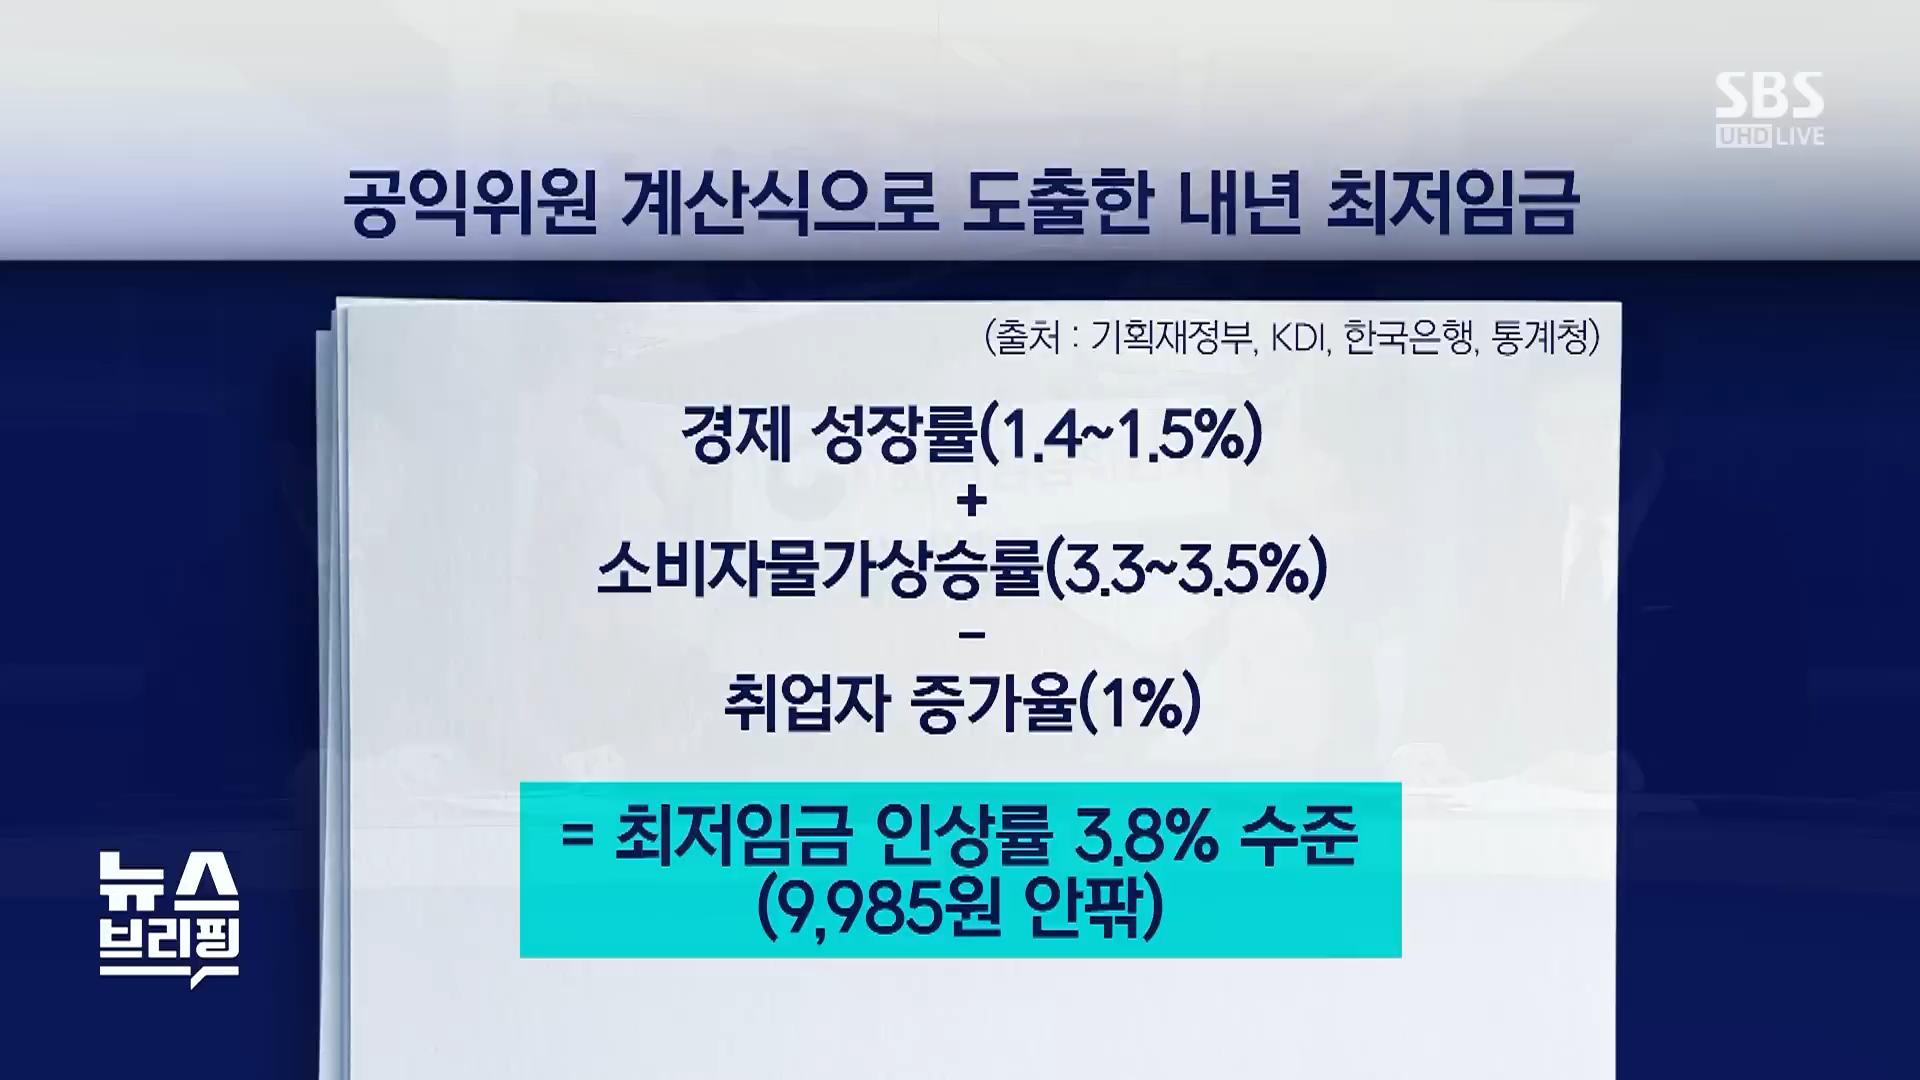 SBS
UHD LIVE
공익위원 계산식으로 도출한 내년 최저임금
(출처 : 기획재정부, KDI, 한국은행, 통계청)
경제 성장률(1.4~1.5%)
+
소비자물가상승률(3.3~3.5%)
-
취업자 증가율(1%)
= 최저임금 인상률 3.8% 수준
(9,985원 안팎)
뉴스
브리핑